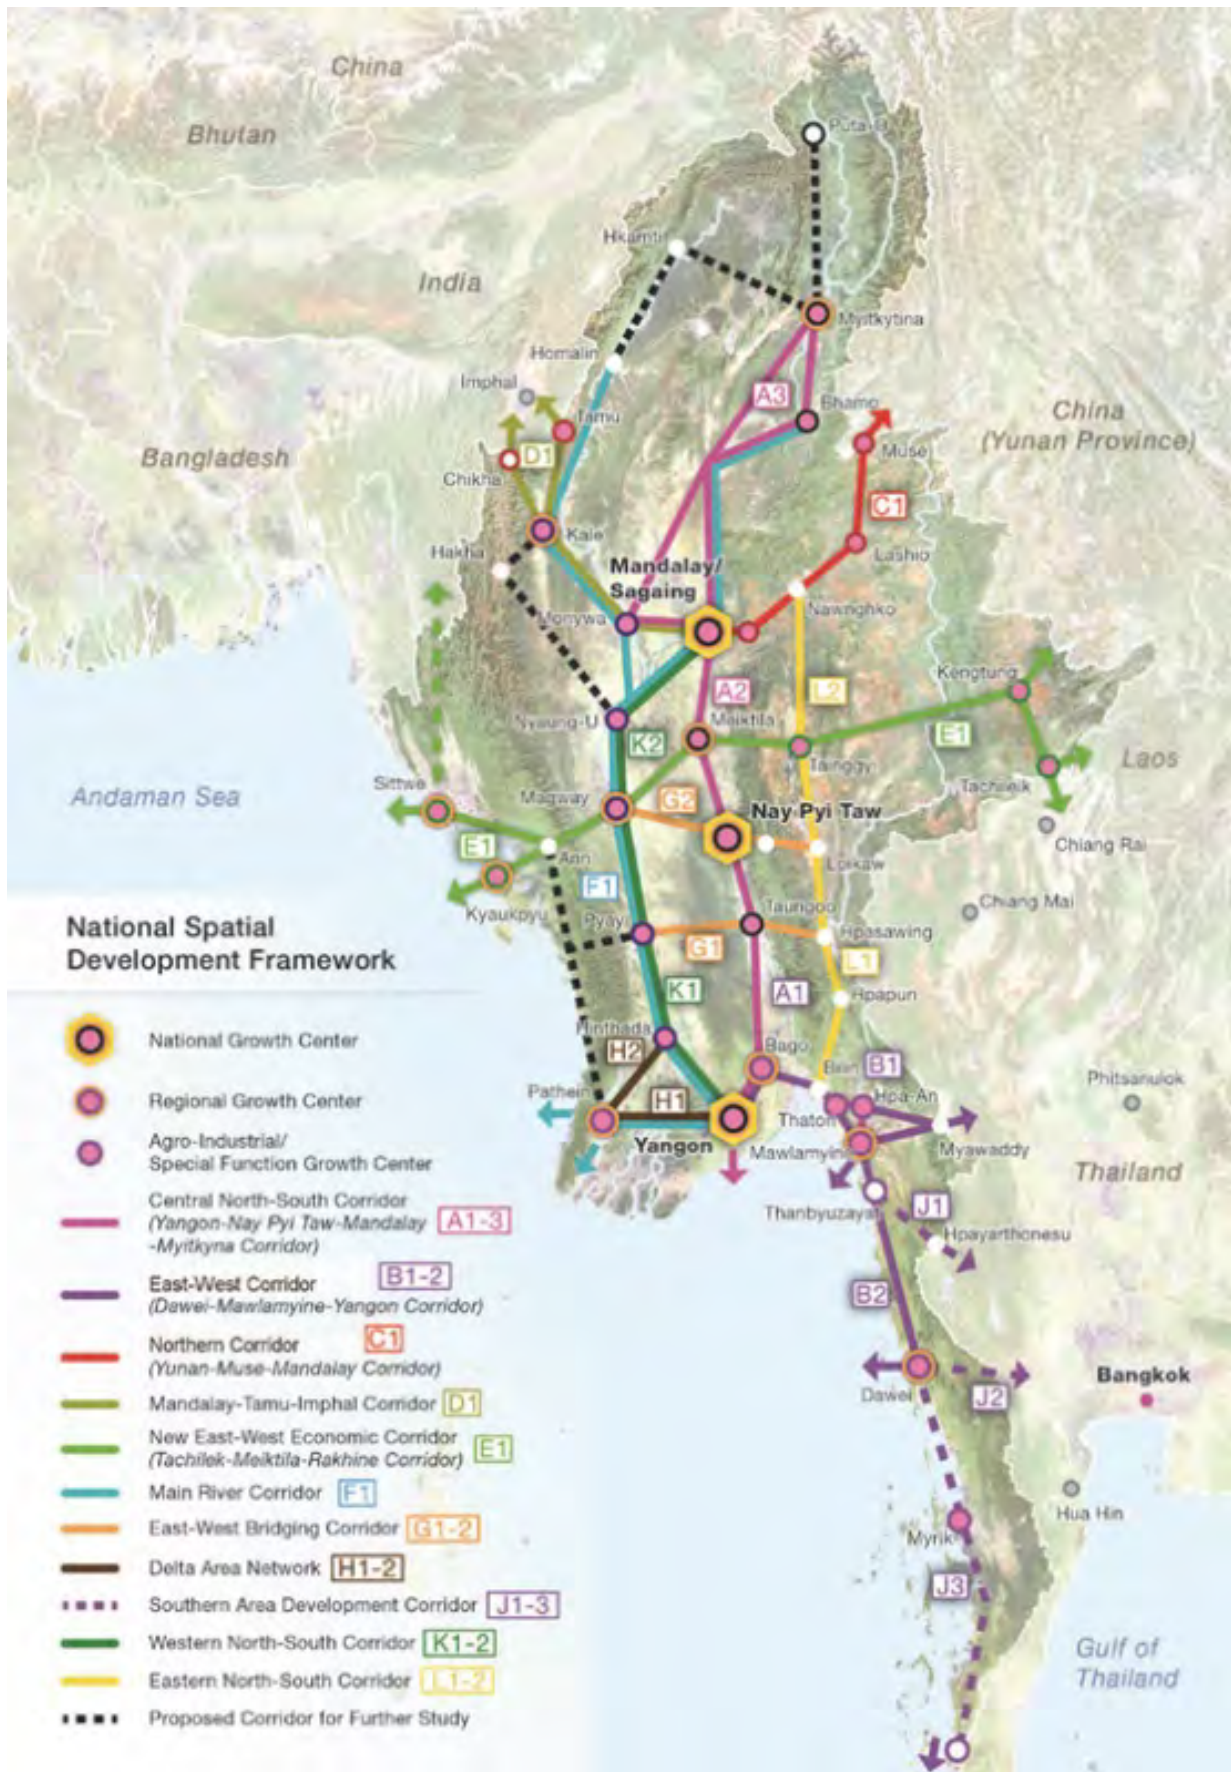 China
Bhutan
Putao
Hkamti
India
Myitkytina
Homalin
Imphal
A3
Tamu
Bhamo
China
(Yunan Province)
Bangladesh
D1
Muse
Chikha
C1
Kale
Lashio
Hakha
Mandalay/
Sagaing
Nawnghko
Monywa
Kengtung
A2
L2
Nyaung-U
Meiktila
K2
E1
Tainggy
Laos
Sittwe
Tachileik
Andaman Sea
Magway
G2
Nay Pyi Taw
Chiang Rai
E1
Ann
Loikaw
F1
Chiang Mai
Kyaukpyu
Taungoo
National Spatial
Development Framework
Pyay
Hpasawing
G1
L1
K1
A1
Hpapun
National Growth Center
Hinthada
Bago
H2
Bilin
B1
Phitsanulok
Pathein
Hpa-An
H1
Regional Growth Center
Thaton
Yangon
Mawlamyin
Myawaddy
Agro-Industrial/
Special Function Growth Center
Thailand
Central North-South Corridor
(Yangon-Nay Pyi Taw-Mandalay
-Myitkyna Corridor)
A1-3
Thanbyuzayat
J1
Hpayarthonesu
East-West Corridor
B1-2
(Dawei-Mawlamyine-Yangon Corridor)
B2
Northern Corridor
C1
(Yunan-Muse-Mandalay Corridor)
Dawei
J2
Bangkok
Mandalay-Tamu-Imphal Corridor D1
New East-West Economic Corridor
(Tachilek-Meiktila-Rakhine Corridor)
E1
Main River Corridor F1
Hua Hin
East-West Bridging Corridor G1-2
Myrik
Delta Area Network H1-2
J3
Southern Area Development Corridor J1-3
Western North-South Corridor K1-2
Gulf of
Thailand
Eastern North-South Corridor L1-2
Proposed Corridor for Further Study